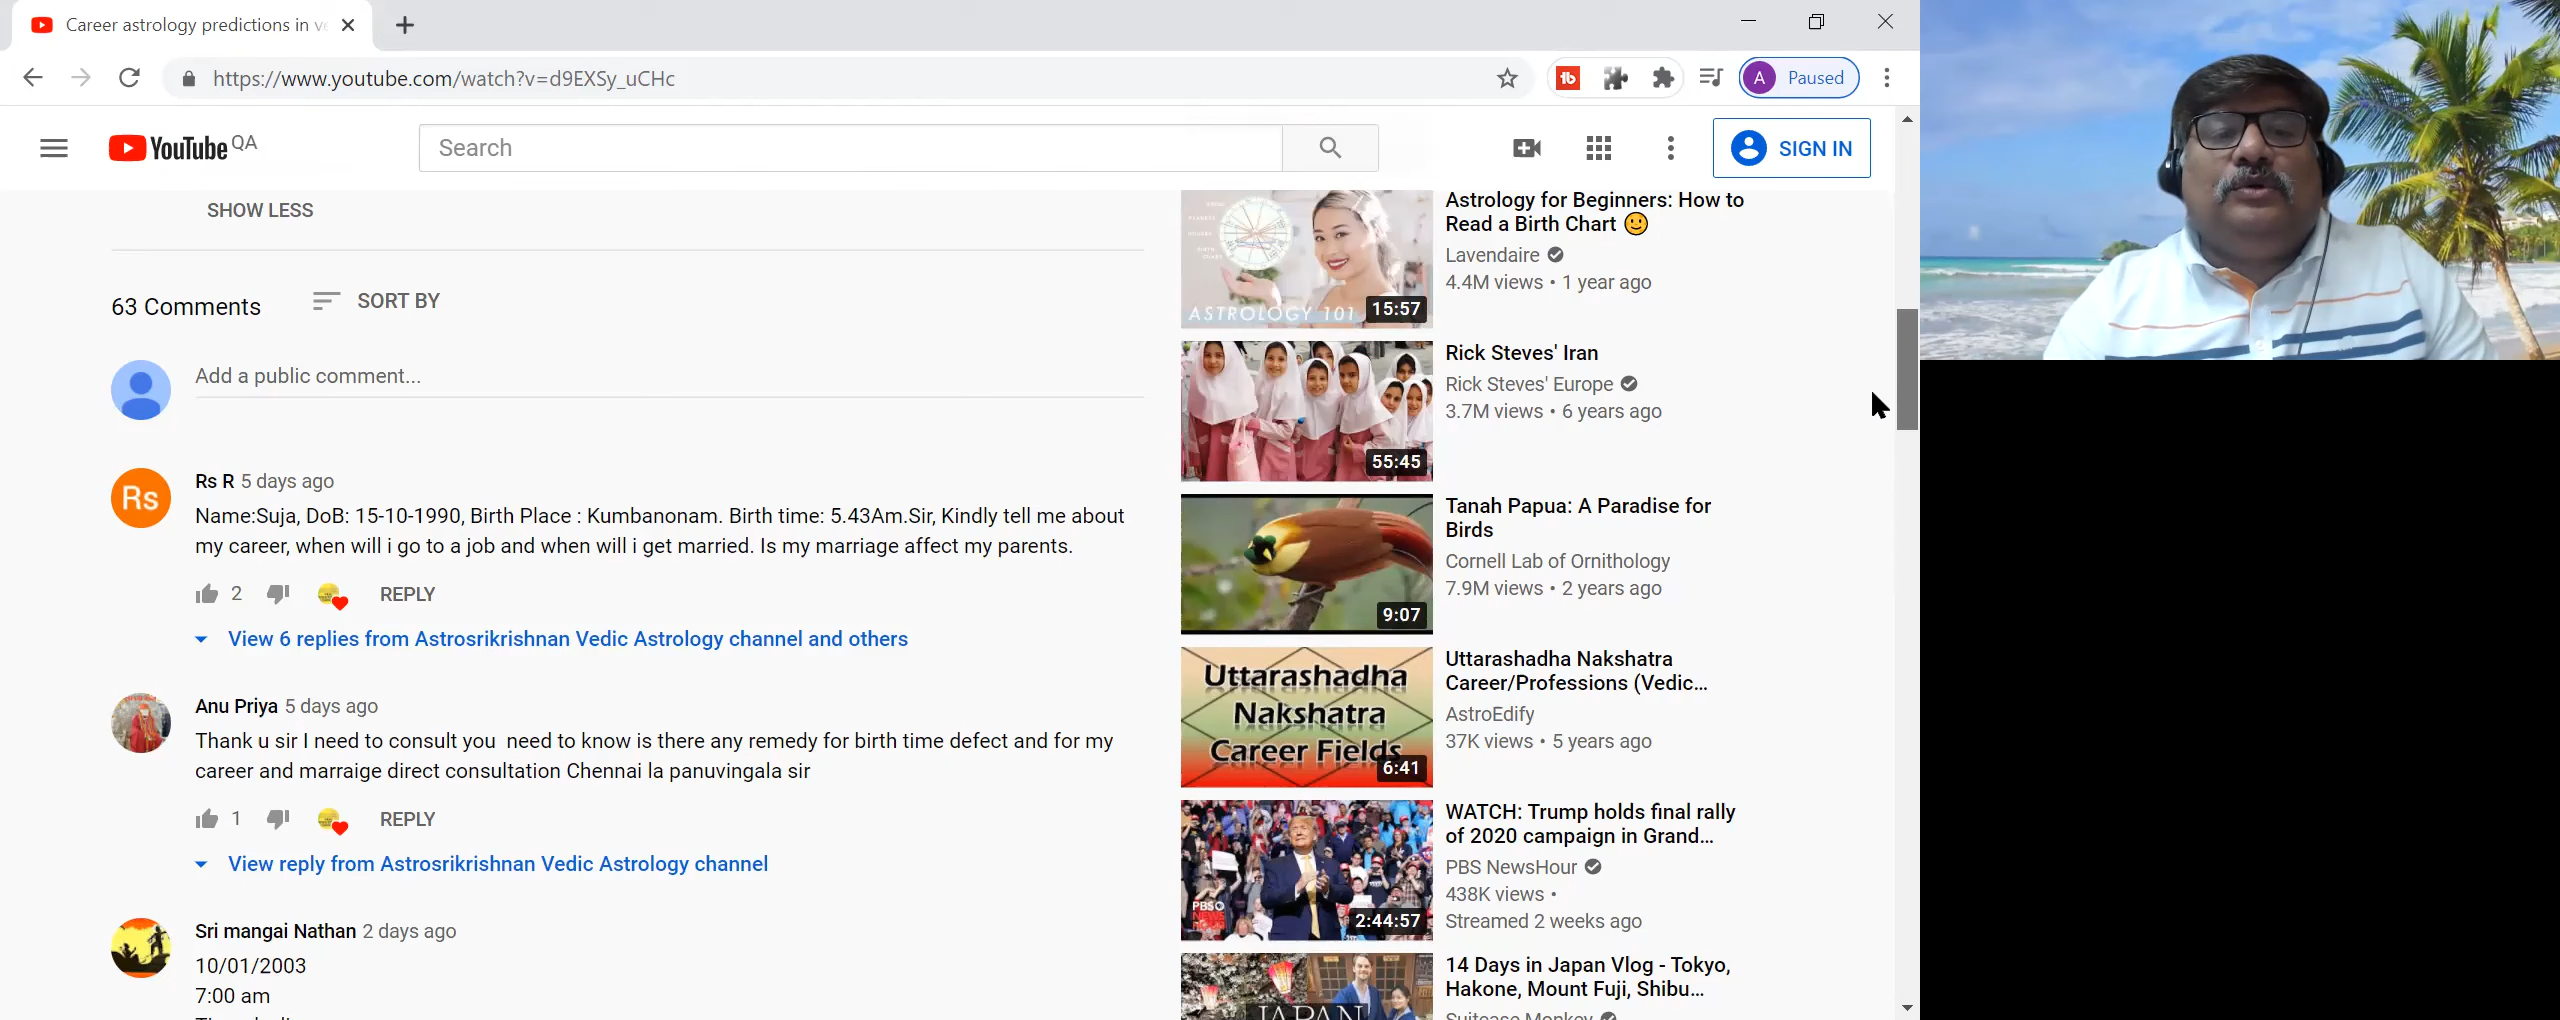 Career astrology predictions in ve
https://www.youtube.com/watch?v=d9EXSy_uCHc
Paused
A
YouTube QA
Search
SIGN IN
SHOW LESS
63 Comments
SORT BY
Add a public comment...
Rs
Rs R 5 days ago
Name:Suja, DoB: 15-10-1990, Birth Place : Kumbanonam. Birth time: 5.43Am.Sir, Kindly tell me about
my career, when will i go to a job and when will i get married. Is my marriage affect my parents.
2
REPLY
View 6 replies from Astrosrikrishnan Vedic Astrology channel and others
Anu Priya 5 days ago
Thank u sir I need to consult you need to know is there any remedy for birth time defect and for my
career and marraige direct consultation Chennai la panuvingala sir
1
REPLY
View reply from Astrosrikrishnan Vedic Astrology channel
Sri mangai Nathan 2 days ago
10/01/2003
7:00 am
ASTROLOGY 101
15:57
Astrology for Beginners: How to
Read a Birth Chart 🙂
Lavendaire
4.4M views • 1 year ago
55:45
Rick Steves' Iran
Rick Steves' Europe
3.7M views • 6 years ago
9:07
Tanah Papua: A Paradise for
Birds
Cornell Lab of Ornithology
7.9M views • 2 years ago
Uttarashadha
Nakshatra
Career Fields
6:41
Uttarashadha Nakshatra
Career/Professions (Vedic...
AstroEdify
37K views • 5 years ago
PBS
NEWS
HOUR
2:44:57
WATCH: Trump holds final rally
of 2020 campaign in Grand...
PBS NewsHour
438K views •
Streamed 2 weeks ago
JAPAN
14 Days in Japan Vlog - Tokyo,
Hakone, Mount Fuji, Shibu...
Suitcase Monkey